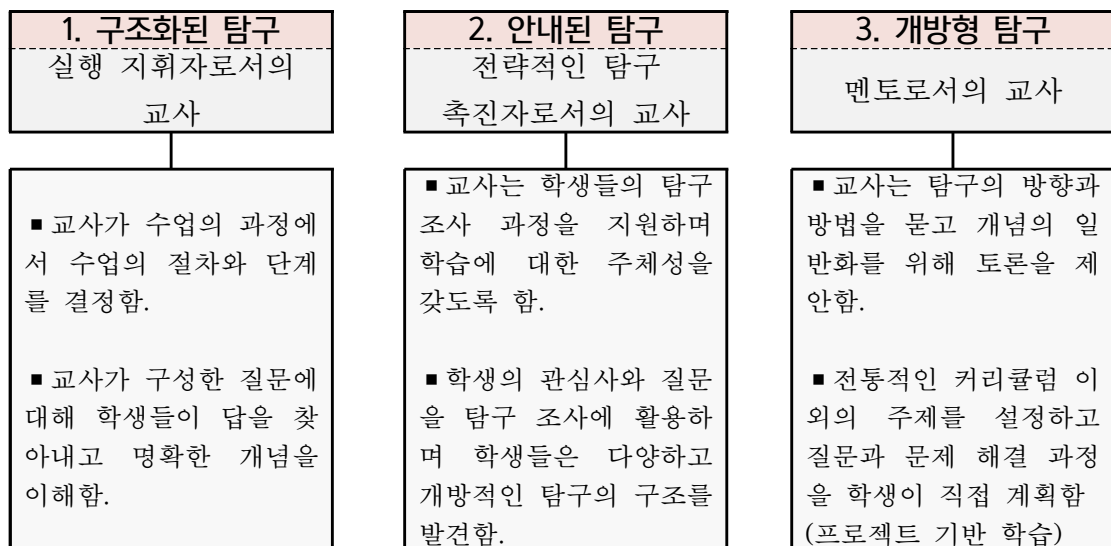 1. 구조화된 탐구
실행 지휘자로서의
교사
■ 교사가 수업의 과정에
서 수업의 절차와 단계
를 결정함.
■ 교사가 구성한 질문에
대해 학생들이 답을 찾
아내고 명확한 개념을
이해함.
2. 안내된 탐구
전략적인 탐구
촉진자로서의 교사
■ 교사는 학생들의 탐구
조사 과정을 지원하며
학습에 대한 주체성을
갖도록 함.
■ 학생의 관심사와 질문
을 탐구 조사에 활용하
며 학생들은 다양하고
개방적인 탐구의 구조를
발견함.
3. 개방형 탐구
멘토로서의 교사
■ 교사는 탐구의 방향과
방법을 묻고 개념의 일
반화를 위해 토론을 제
안함.
■ 전통적인 커리큘럼 이
외의 주제를 설정하고
질문과 문제 해결 과정
을 학생이 직접 계획함
(프로젝트 기반 학습)